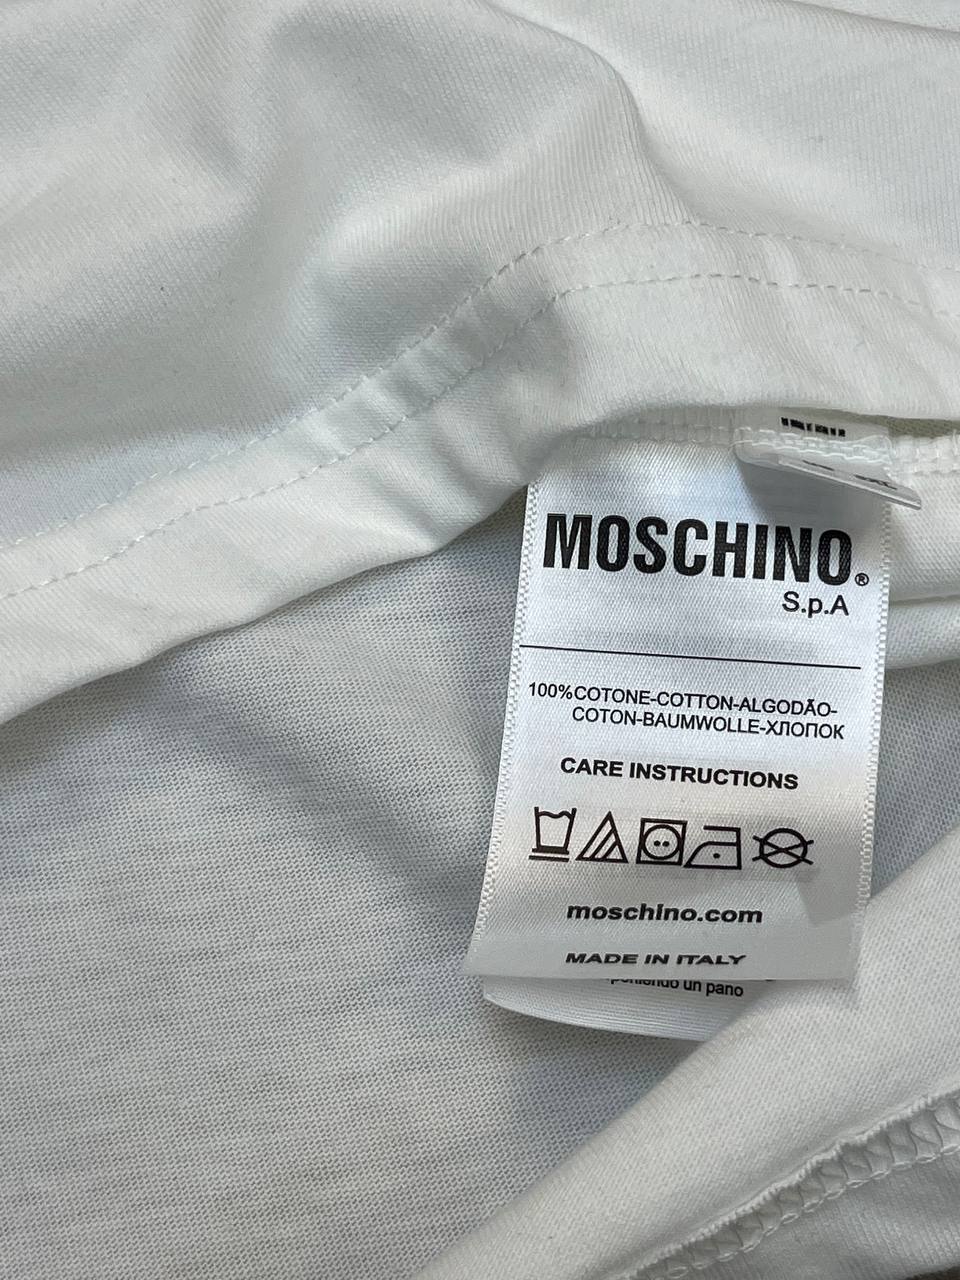 MOSCHINO®
S.p.A
100%COTONE-COTTON-ALGODÃO-
COTON-BAUMWOLLE-ХЛОПОК
CARE INSTRUCTIONS
moschino.com
MADE IN ITALY
poniendo un pano